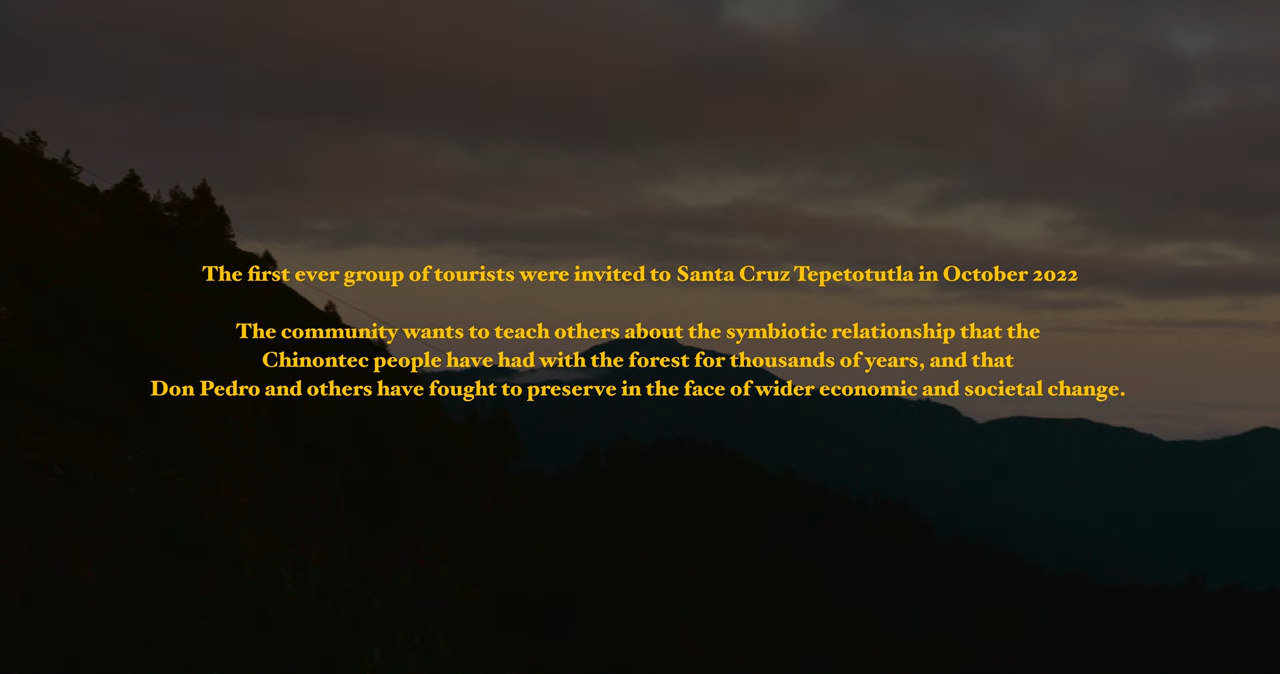 The first ever group of tourists were invited to Santa Cruz Tepetotutla in October 2022
The community wants to teach others about the symbiotic relationship that the
Chinontec people have had with the forest for thousands of years, and that
Don Pedro and others have fought to preserve in the face of wider economic and societal change.